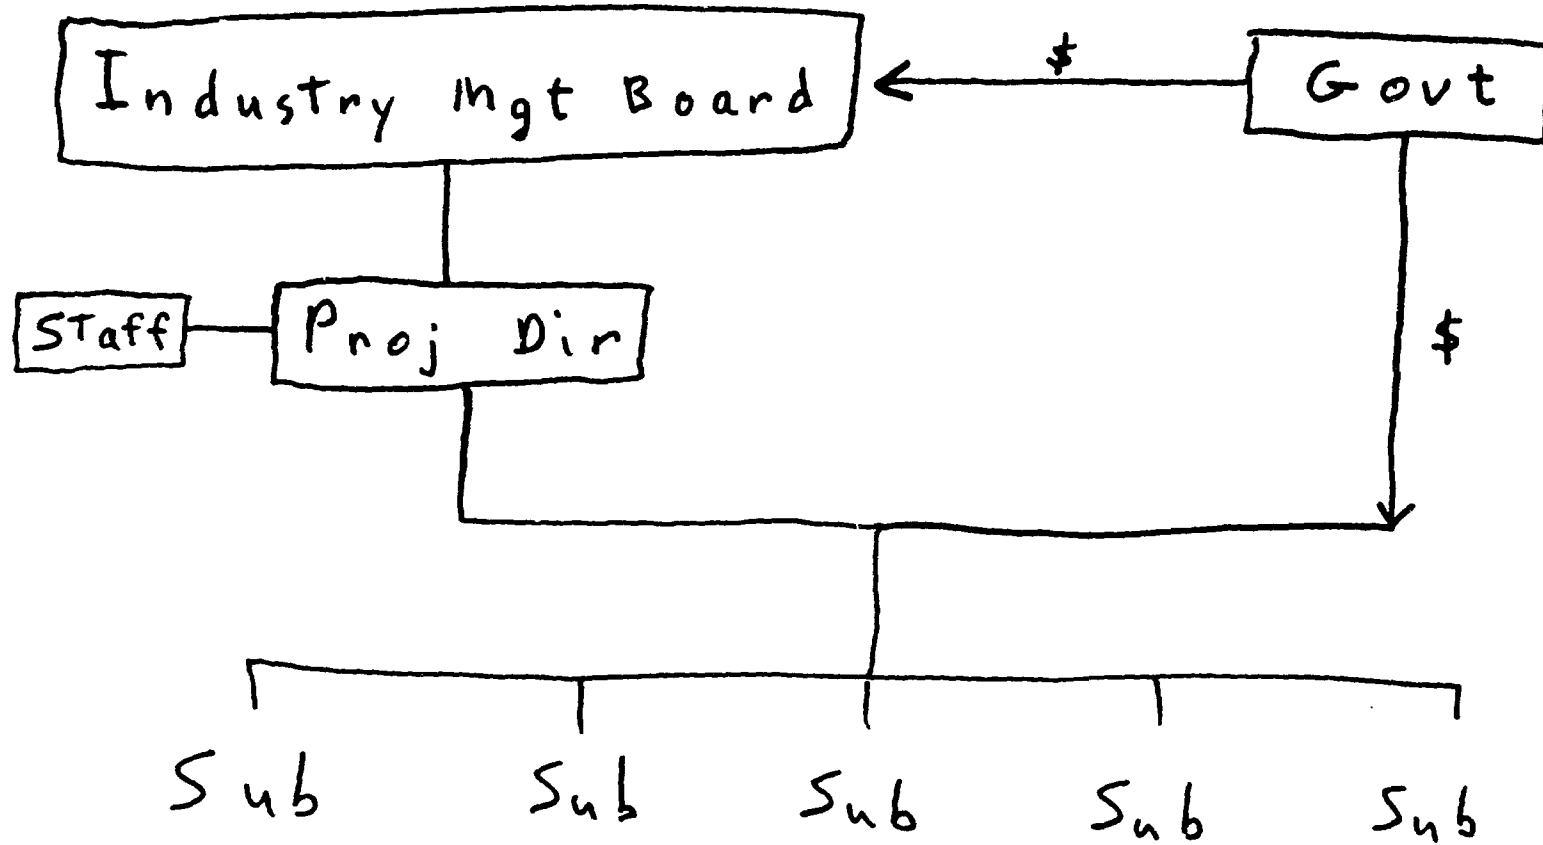 Industry Mgt Board
$
Govt
Staff
Proj Dir
$
Sub Sub Sub Sub Sub